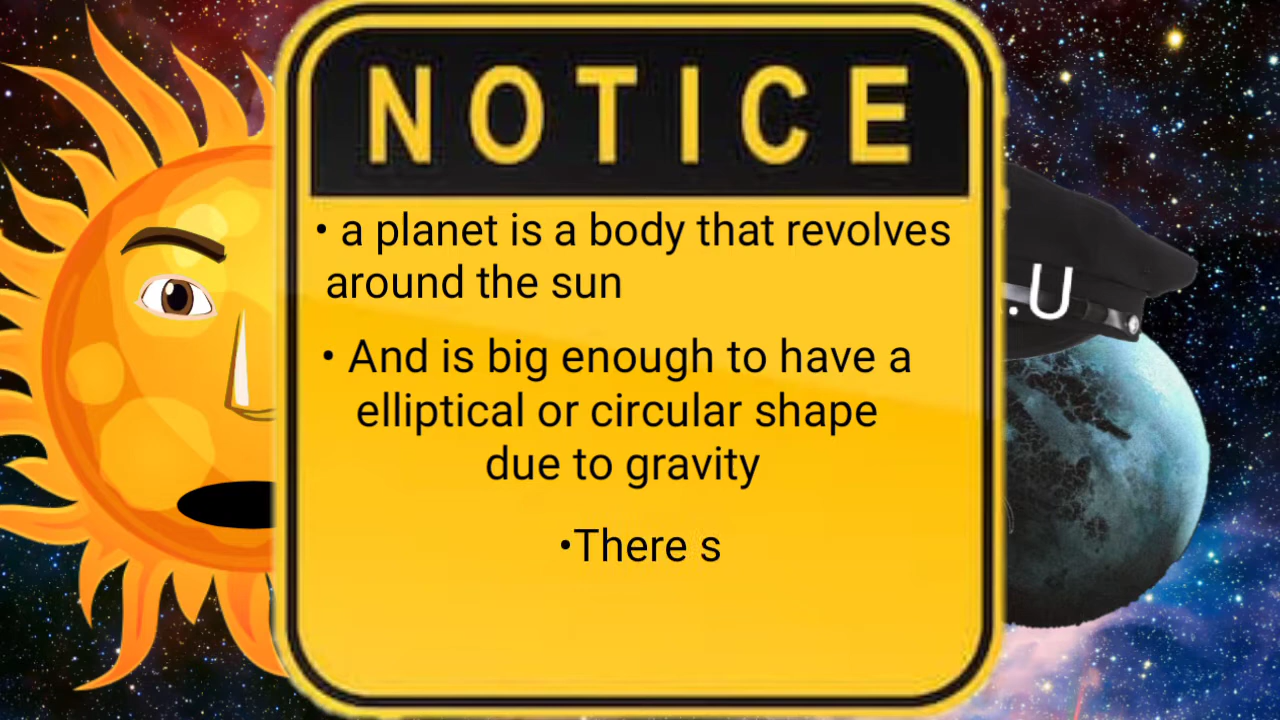 NOTICE
• a planet is a body that revolves
around the sun
• And is big enough to have a
elliptical or circular shape
due to gravity
•There s
.U